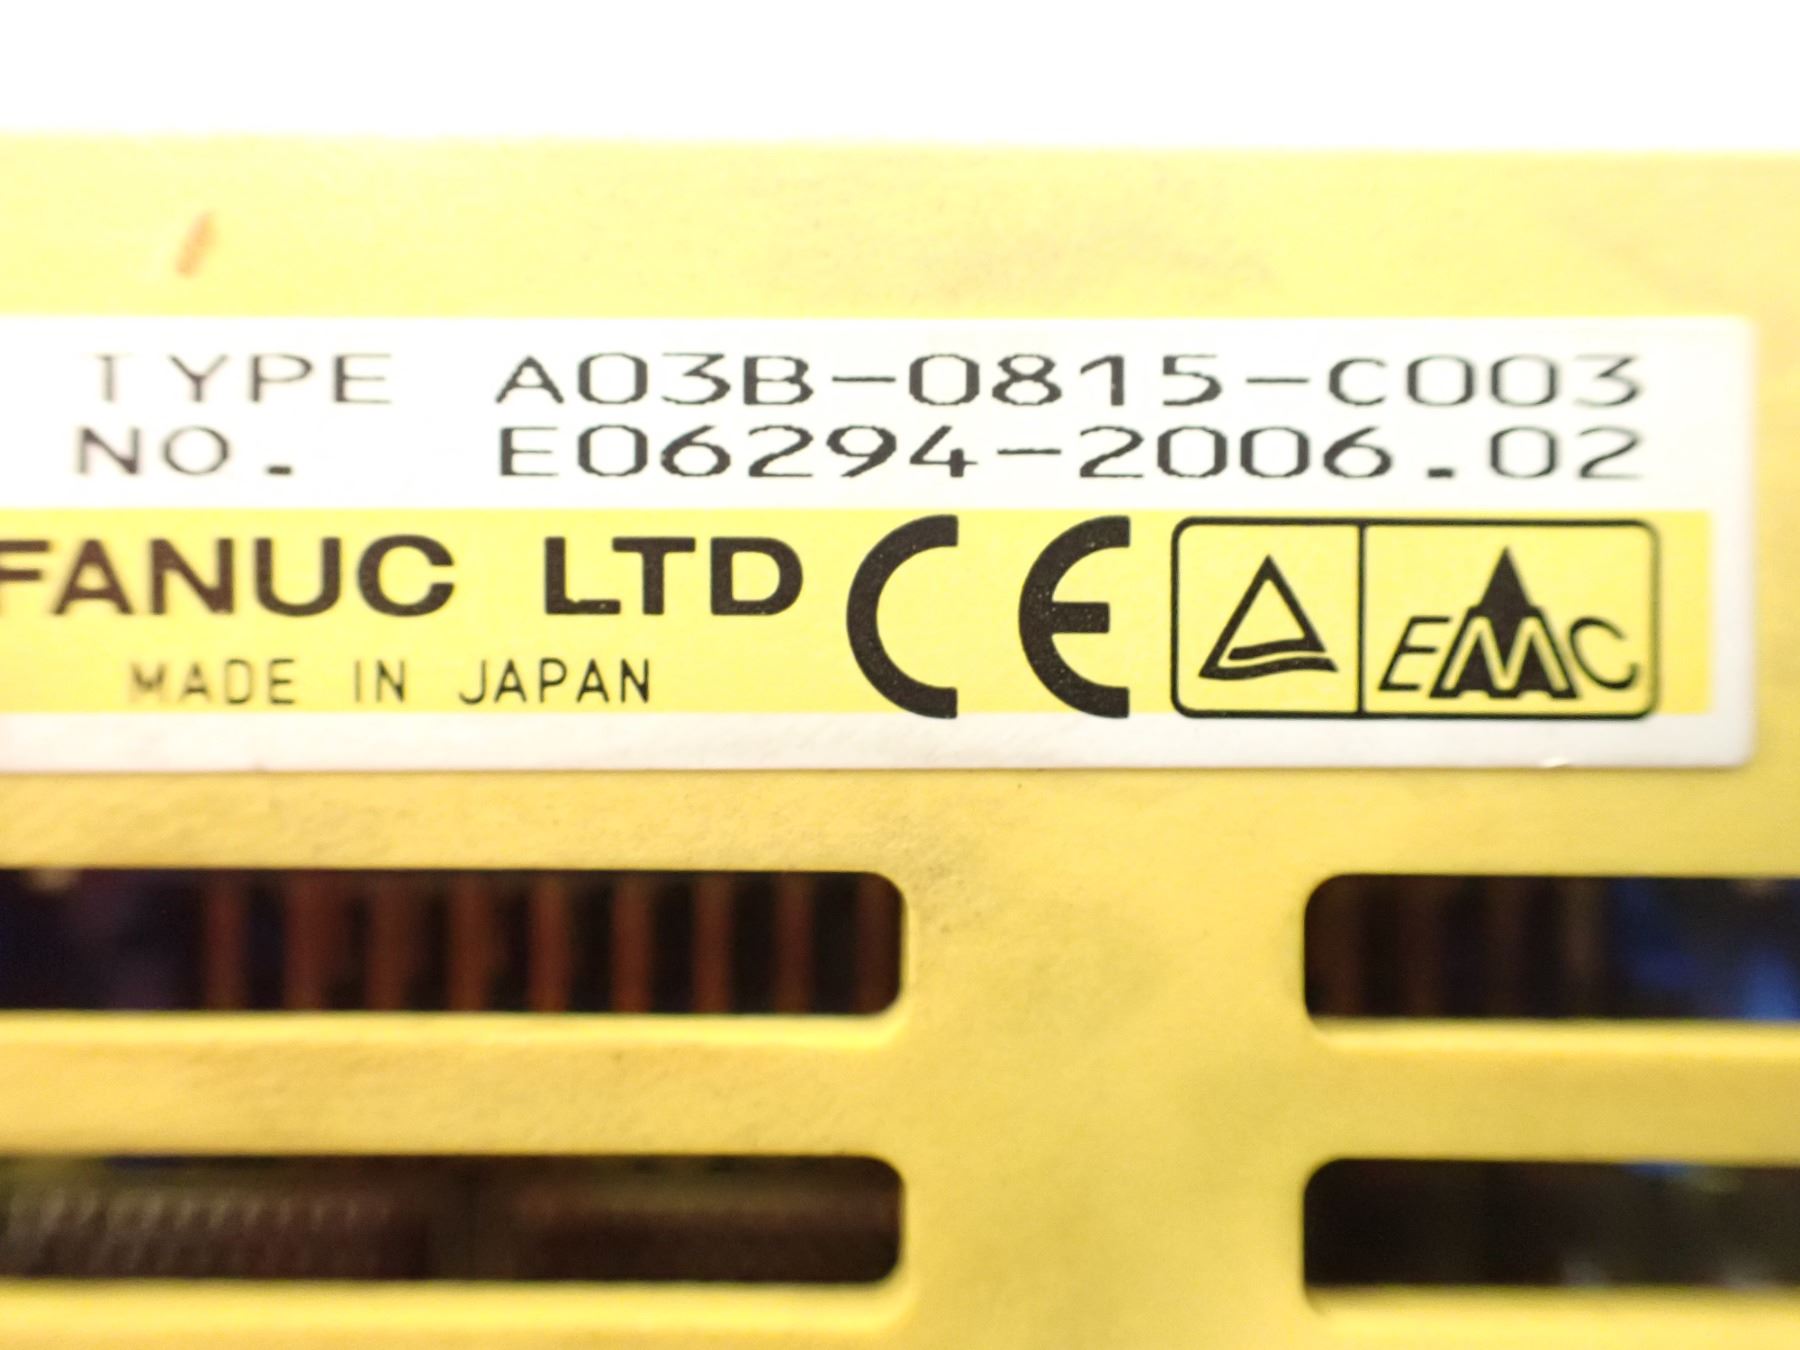 TYPE A03B-0815-C003
NO. E06294-2006.02
FANUC LTD CE EMC
MADE IN JAPAN